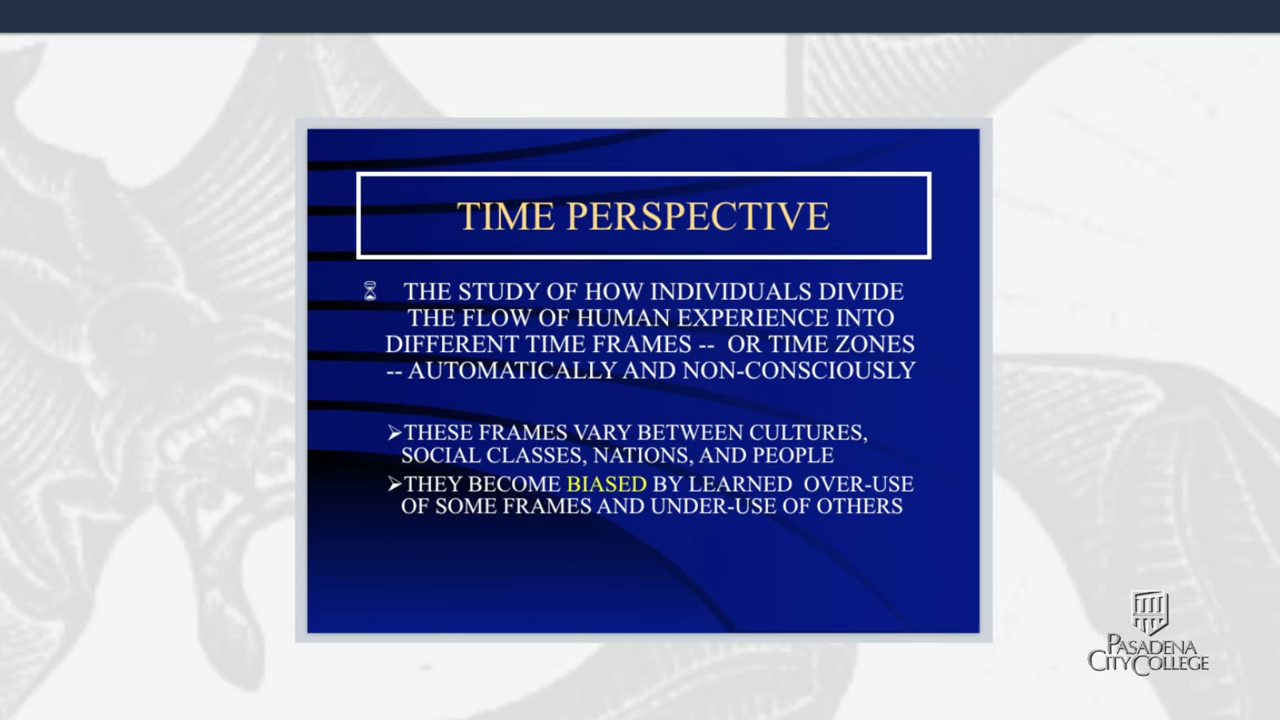 TIME PERSPECTIVE
THE STUDY OF HOW INDIVIDUALS DIVIDE
THE FLOW OF HUMAN EXPERIENCE INTO
DIFFERENT TIME FRAMES -- OR TIME ZONES
-- AUTOMATICALLY AND NON-CONSCIOUSLY
➢THESE FRAMES VARY BETWEEN CULTURES,
SOCIAL CLASSES, NATIONS, AND PEOPLE
➢THEY BECOME BIASED BY LEARNED OVER-USE
OF SOME FRAMES AND UNDER-USE OF OTHERS
PASADENA
CITYCOLLEGE